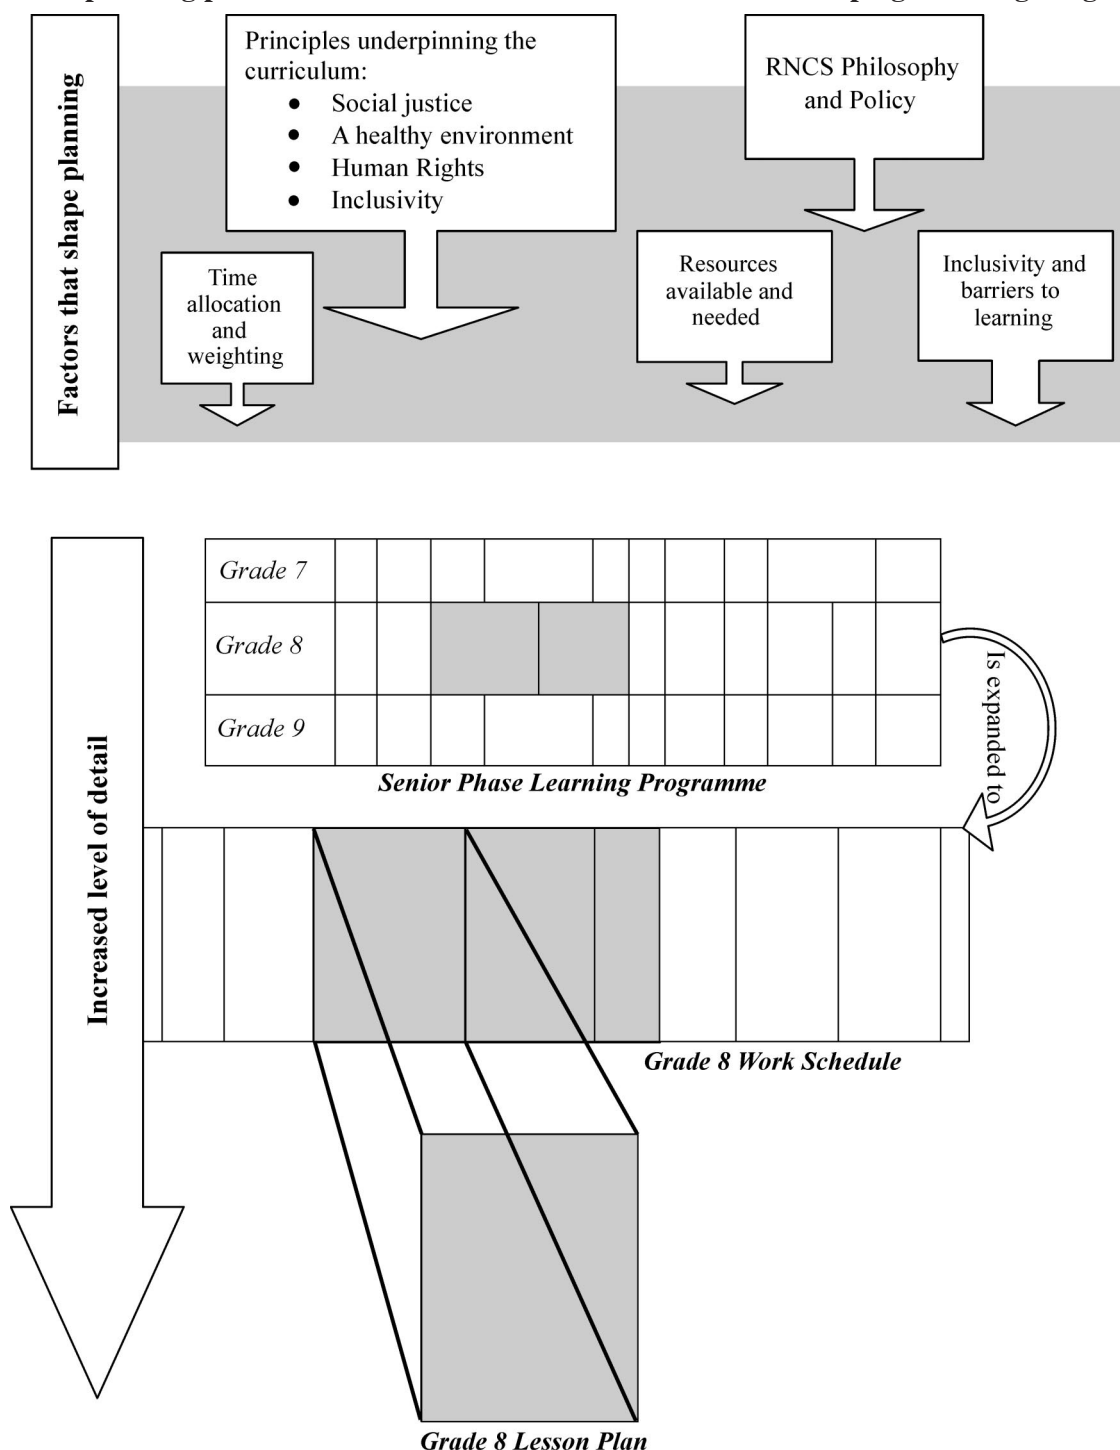 Factors that shape planning
Principles underpinning the
curriculum:
● Social justice
● A healthy environment
● Human Rights
● Inclusivity
RNCS Philosophy
and Policy
Time
allocation
and
weighting
Resources
available and
needed
Inclusivity and
barriers to
learning
Increased level of detail
Grade 7
Grade 8
Grade 9
Senior Phase Learning Programme
Is expanded to
Grade 8 Work Schedule
Grade 8 Lesson Plan